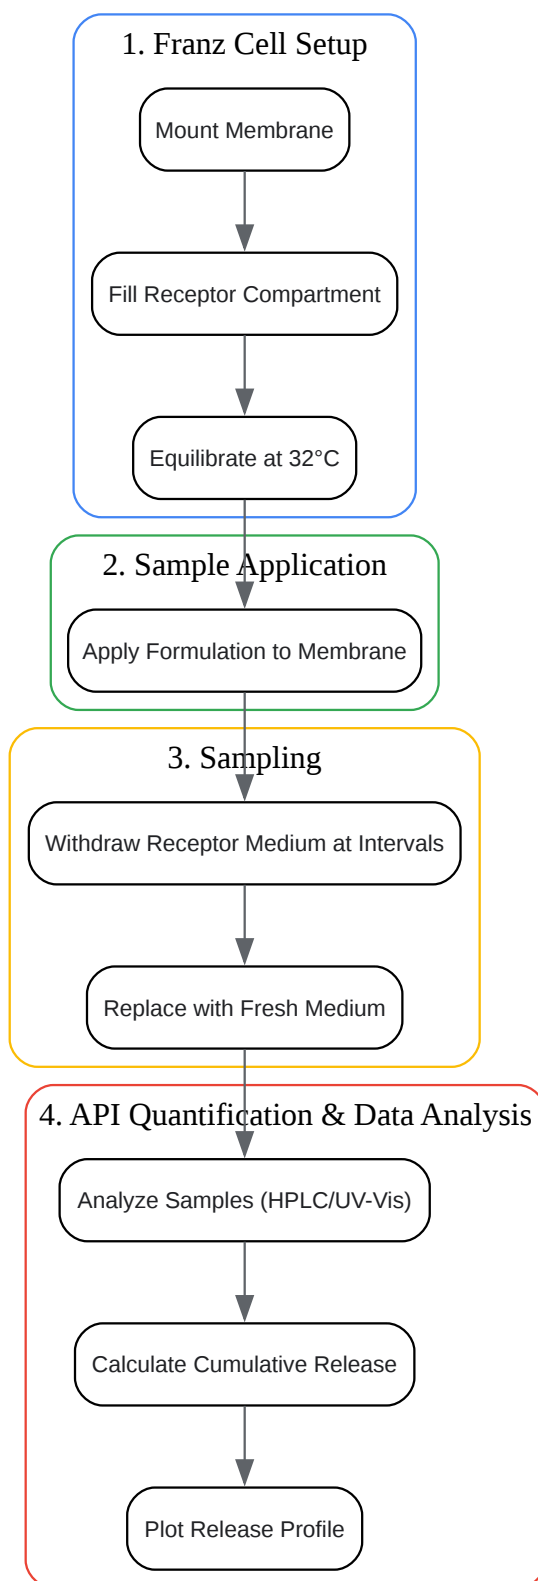 1. Franz Cell Setup
Mount Membrane
Fill Receptor Compartment
Equilibrate at 32°C
2. Sample Application
Apply Formulation to Membrane
3. Sampling
Withdraw Receptor Medium at Intervals
Replace with Fresh Medium
4. API Quantification & Data Analysis
Analyze Samples (HPLC/UV-Vis)
Calculate Cumulative Release
Plot Release Profile